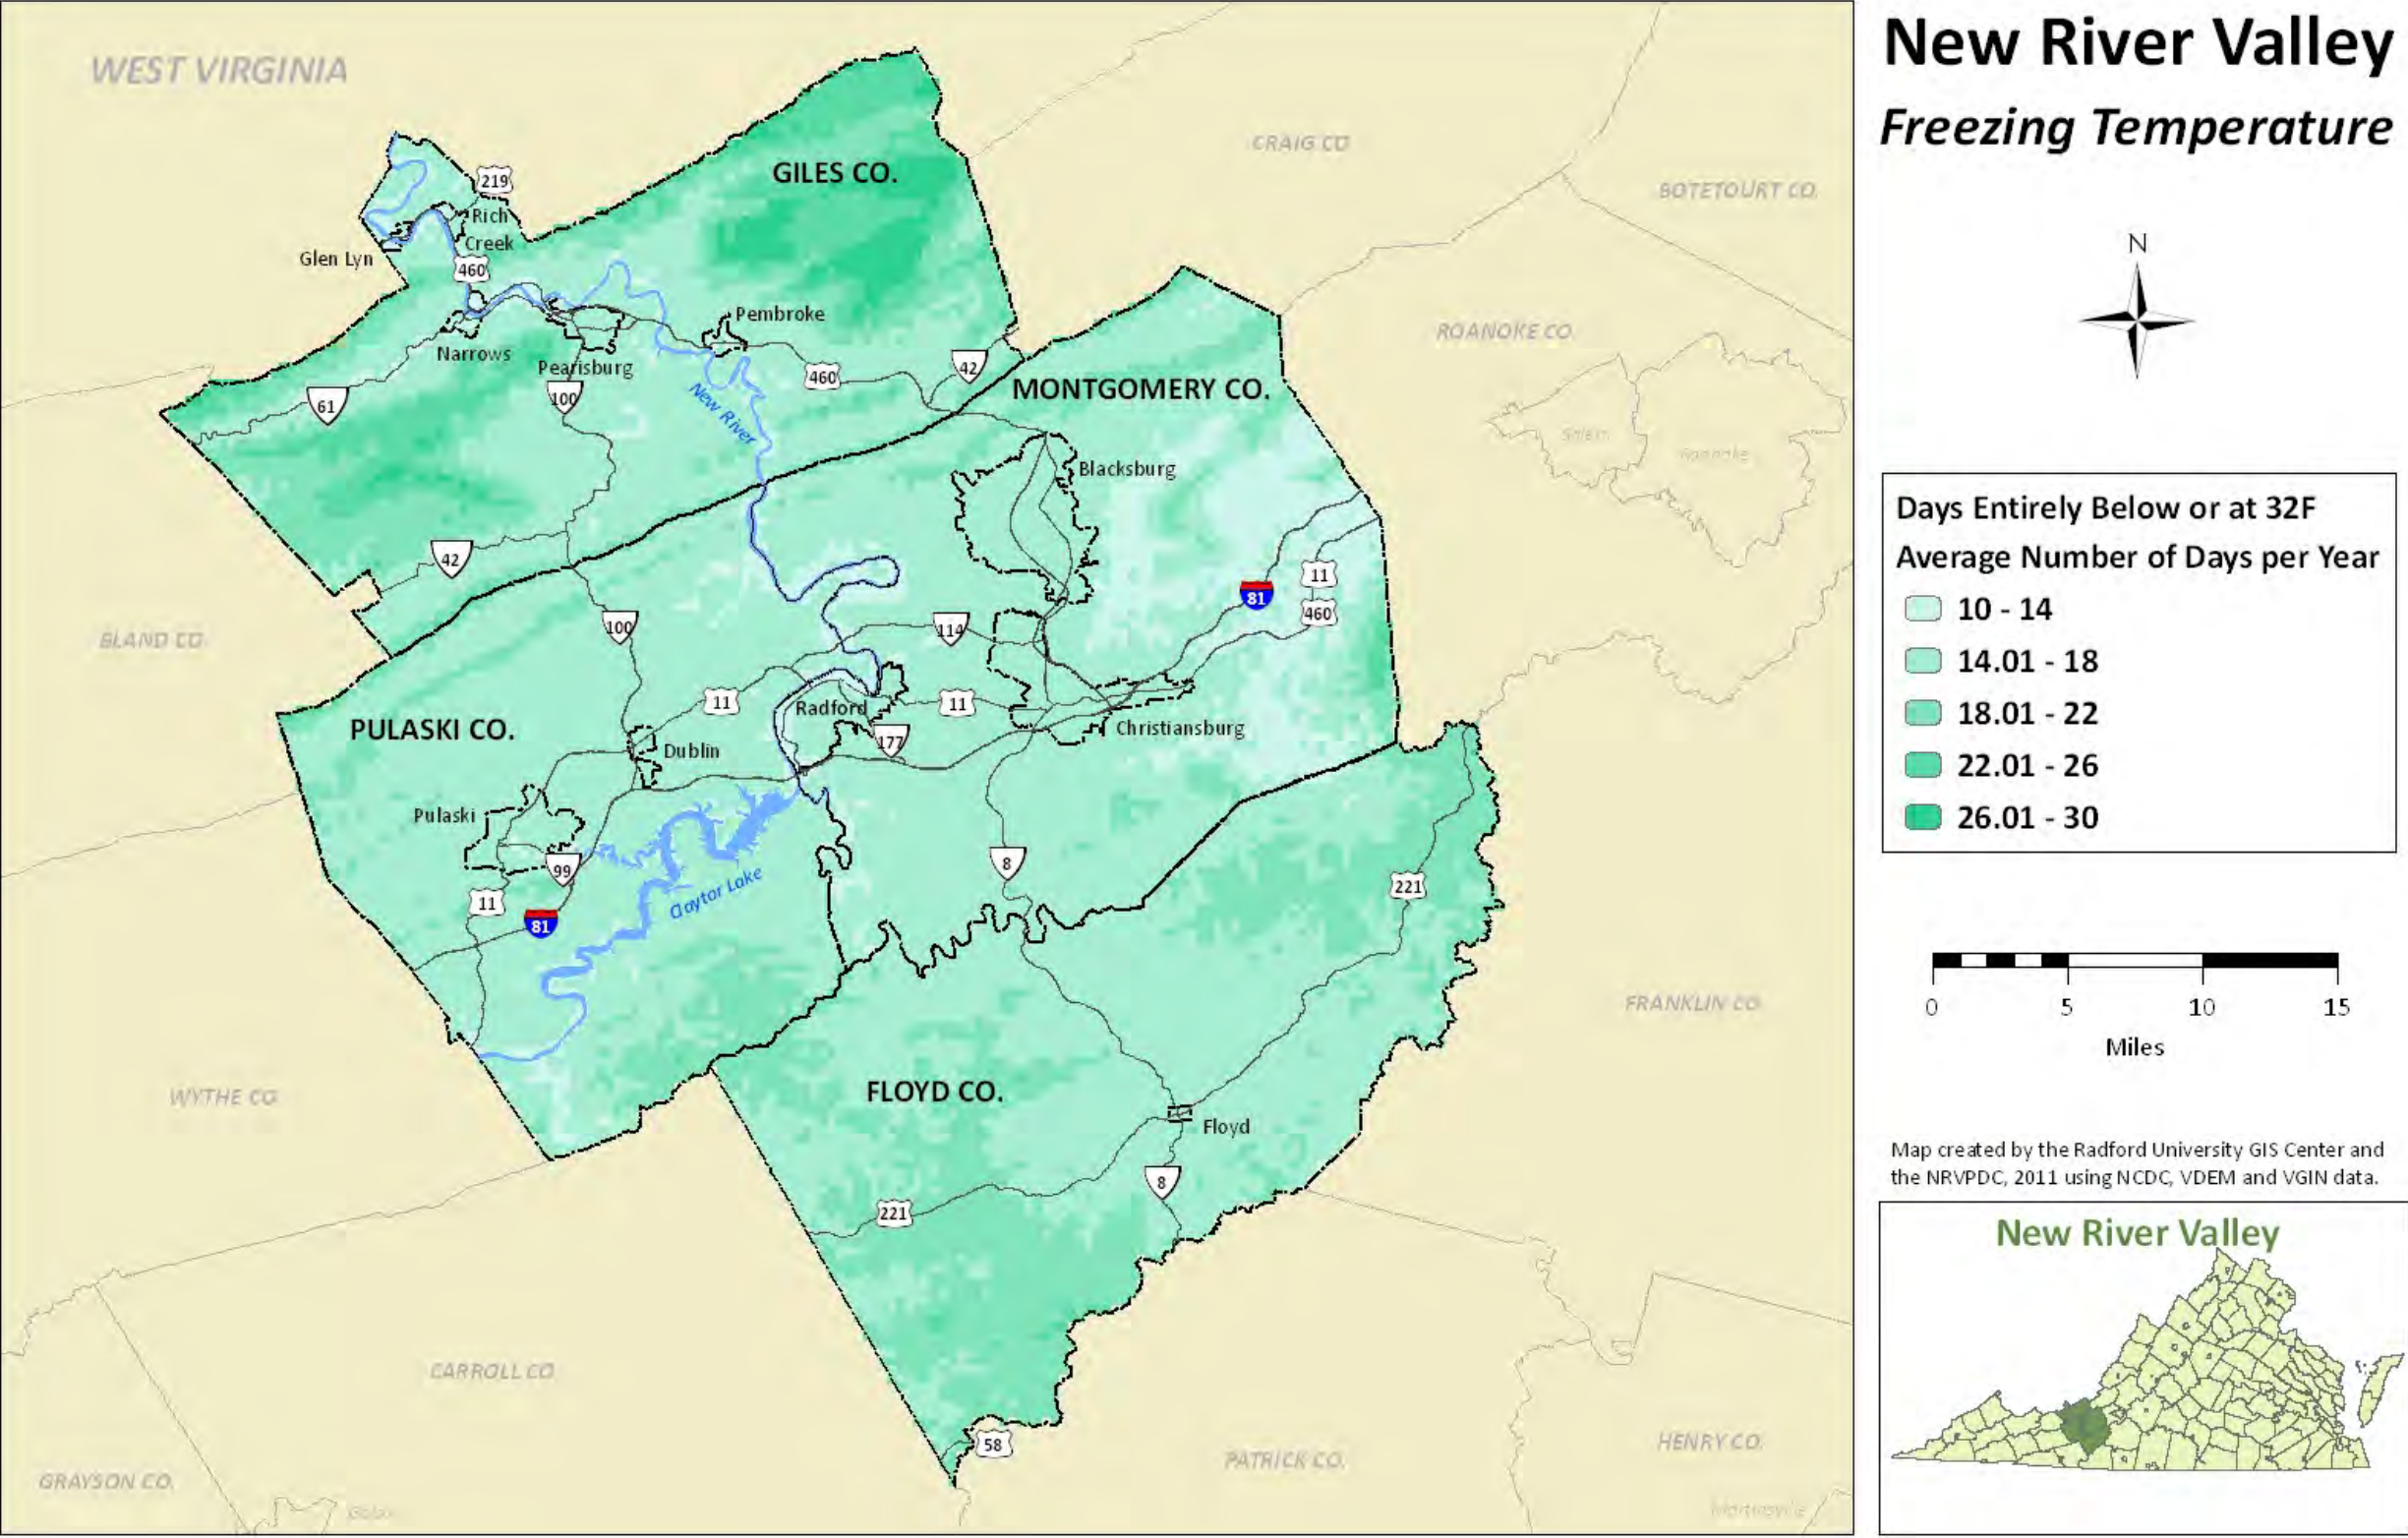 New River Valley
Freezing Temperature
WEST VIRGINIA
CRAIG CO
BOTETOURT CO.
GILES CO.
219
Rich
Creek
Glen Lyn
460
N
ROANOKE CO.
Pembroke
Narrows
Pearisburg
460
42
61
100
New River
MONTGOMERY CO.
Salem
Roanoke
Blacksburg
Days Entirely Below or at 32F
Average Number of Days per Year
10 - 14
14.01 - 18
18.01 - 22
22.01 - 26
26.01 - 30
42
11
81
460
BLAND CO.
100
114
PULASKI CO.
11
Radford
11
177
Christiansburg
Dublin
Pulaski
99
8
11
81
Claytor Lake
221
FRANKLIN CO
0 5 10 15
Miles
WYTHE CO
FLOYD CO.
Floyd
8
221
Map created by the Radford University GIS Center and
the NRVPDC, 2011 using NCDC, VDEM and VGIN data.
New River Valley
CARROLL CO
58
PATRICK CO.
HENRY CO.
GRAYSON CO.
Galax
Martinsville